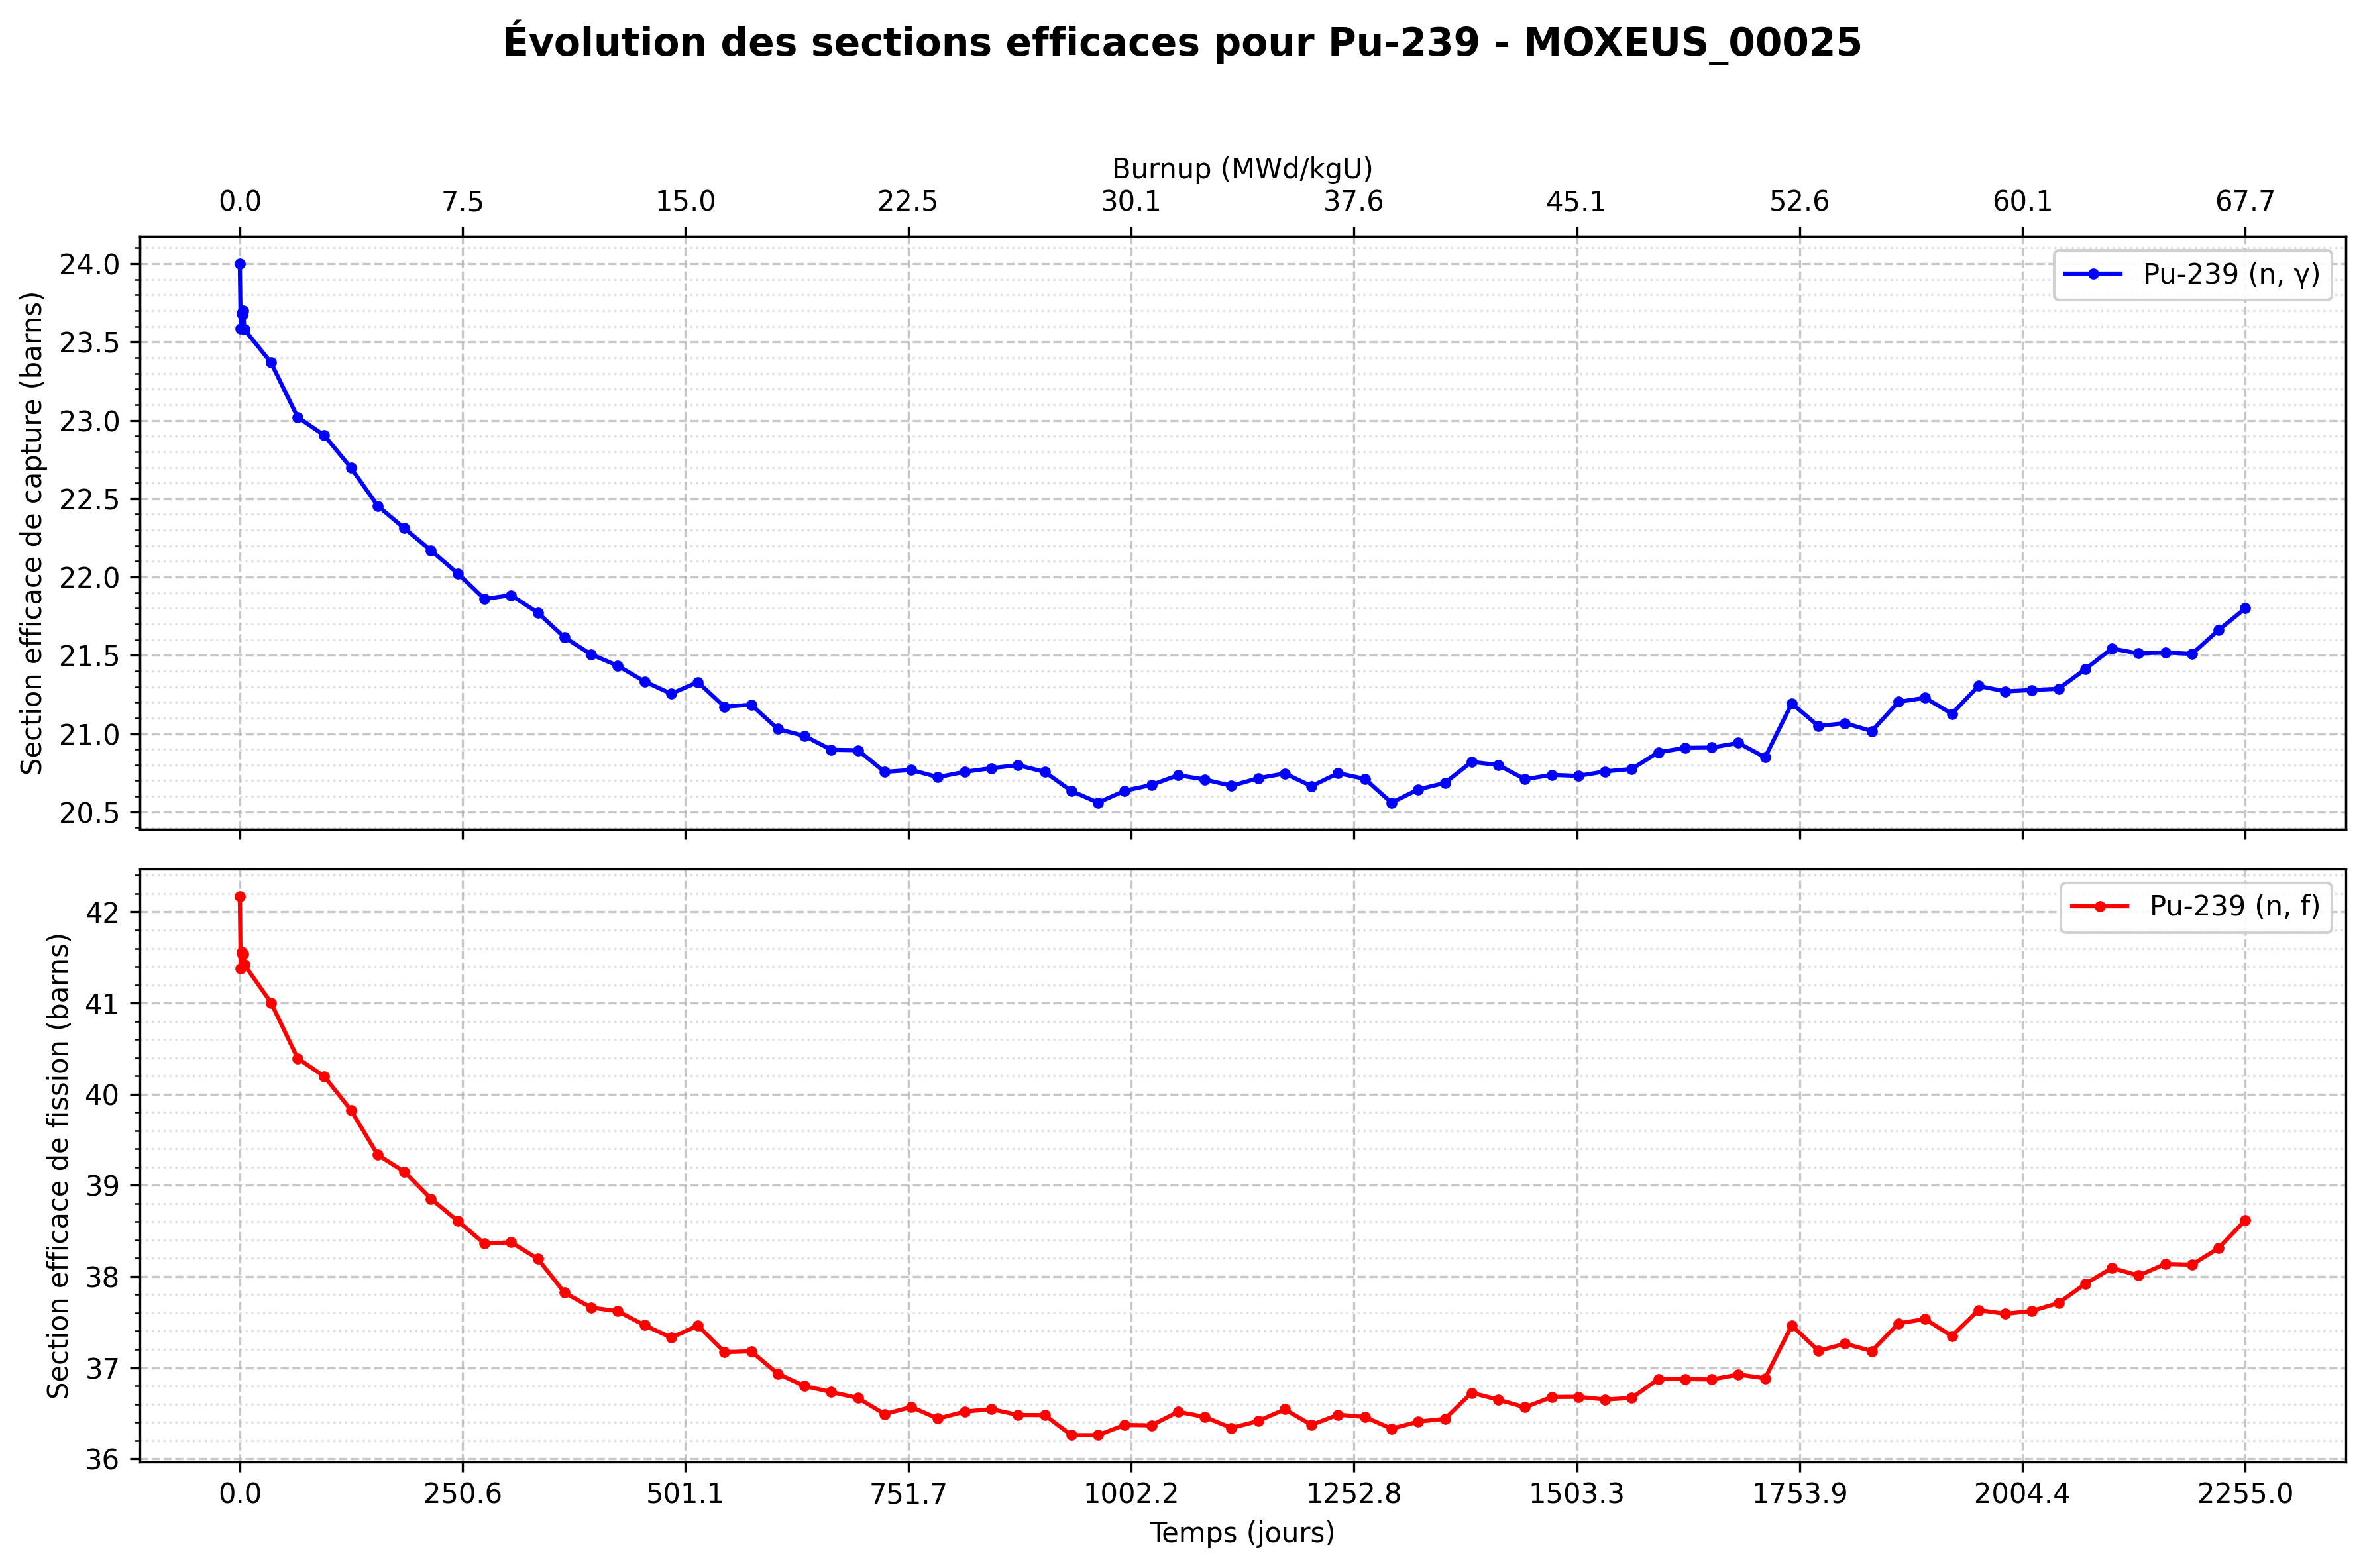 Évolution des sections efficaces pour Pu-239 - MOXEUS_00025
Burnup (MWd/kgU)
0.0 7.5 15.0 22.5 30.1 37.6 45.1 52.6 60.1 67.7
Section efficace de capture (barns)
24.0
23.5
23.0
22.5
22.0
21.5
21.0
20.5
Pu-239 (n, γ)
Section efficace de fission (barns)
42
41
40
39
38
37
36
Pu-239 (n, f)
0.0 250.6 501.1 751.7 1002.2 1252.8 1503.3 1753.9 2004.4 2255.0
Temps (jours)